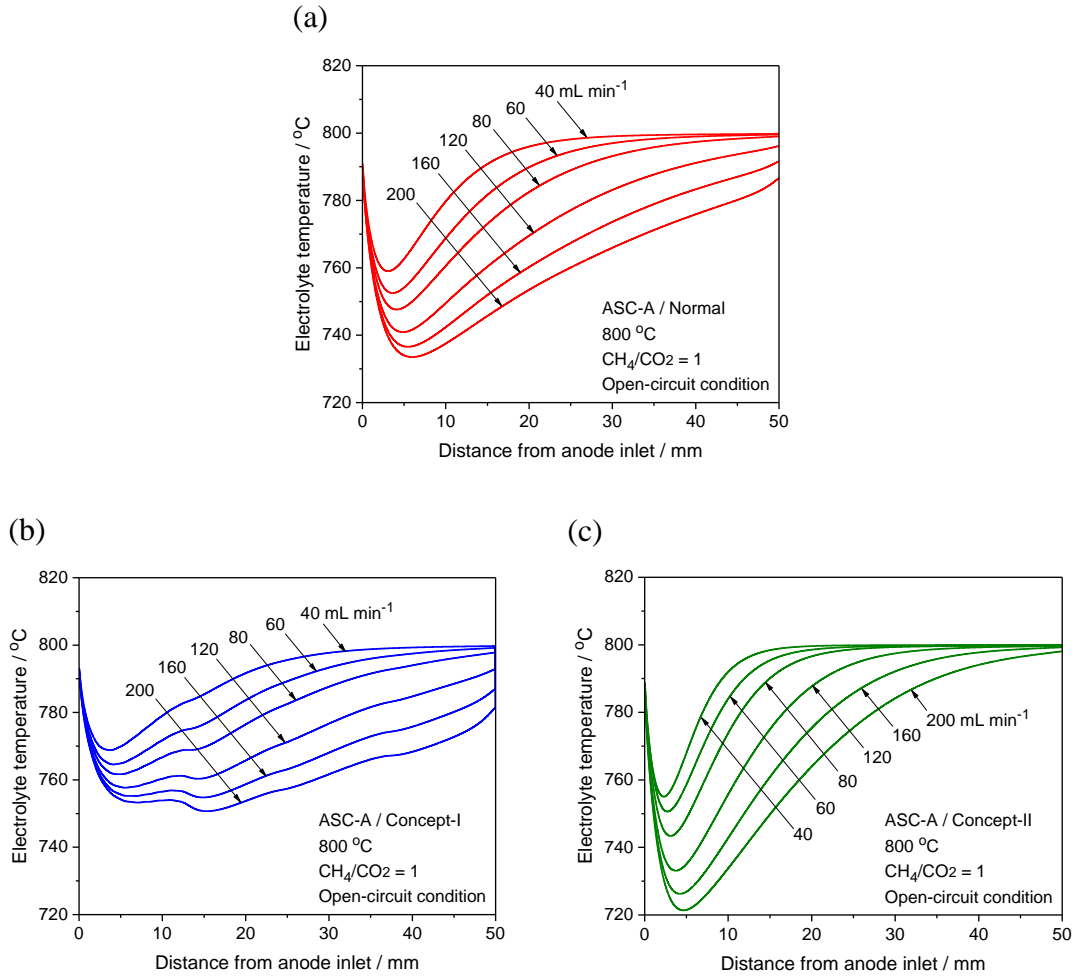 (a)
820
800
780
760
740
720
Electrolyte temperature / °C
40 mL min⁻¹
60
80
120
160
200
ASC-A / Normal
800 °C
CH₄/CO₂ = 1
Open-circuit condition
0 10 20 30 40 50
Distance from anode inlet / mm
(b)
820
800
780
760
740
720
Electrolyte temperature / °C
40 mL min⁻¹
60
80
120
160
200
ASC-A / Concept-I
800 °C
CH₄/CO₂ = 1
Open-circuit condition
0 10 20 30 40 50
Distance from anode inlet / mm
(c)
820
800
780
760
740
720
Electrolyte temperature / °C
200 mL min⁻¹
160
120
80
60
40
ASC-A / Concept-II
800 °C
CH₄/CO₂ = 1
Open-circuit condition
0 10 20 30 40 50
Distance from anode inlet / mm